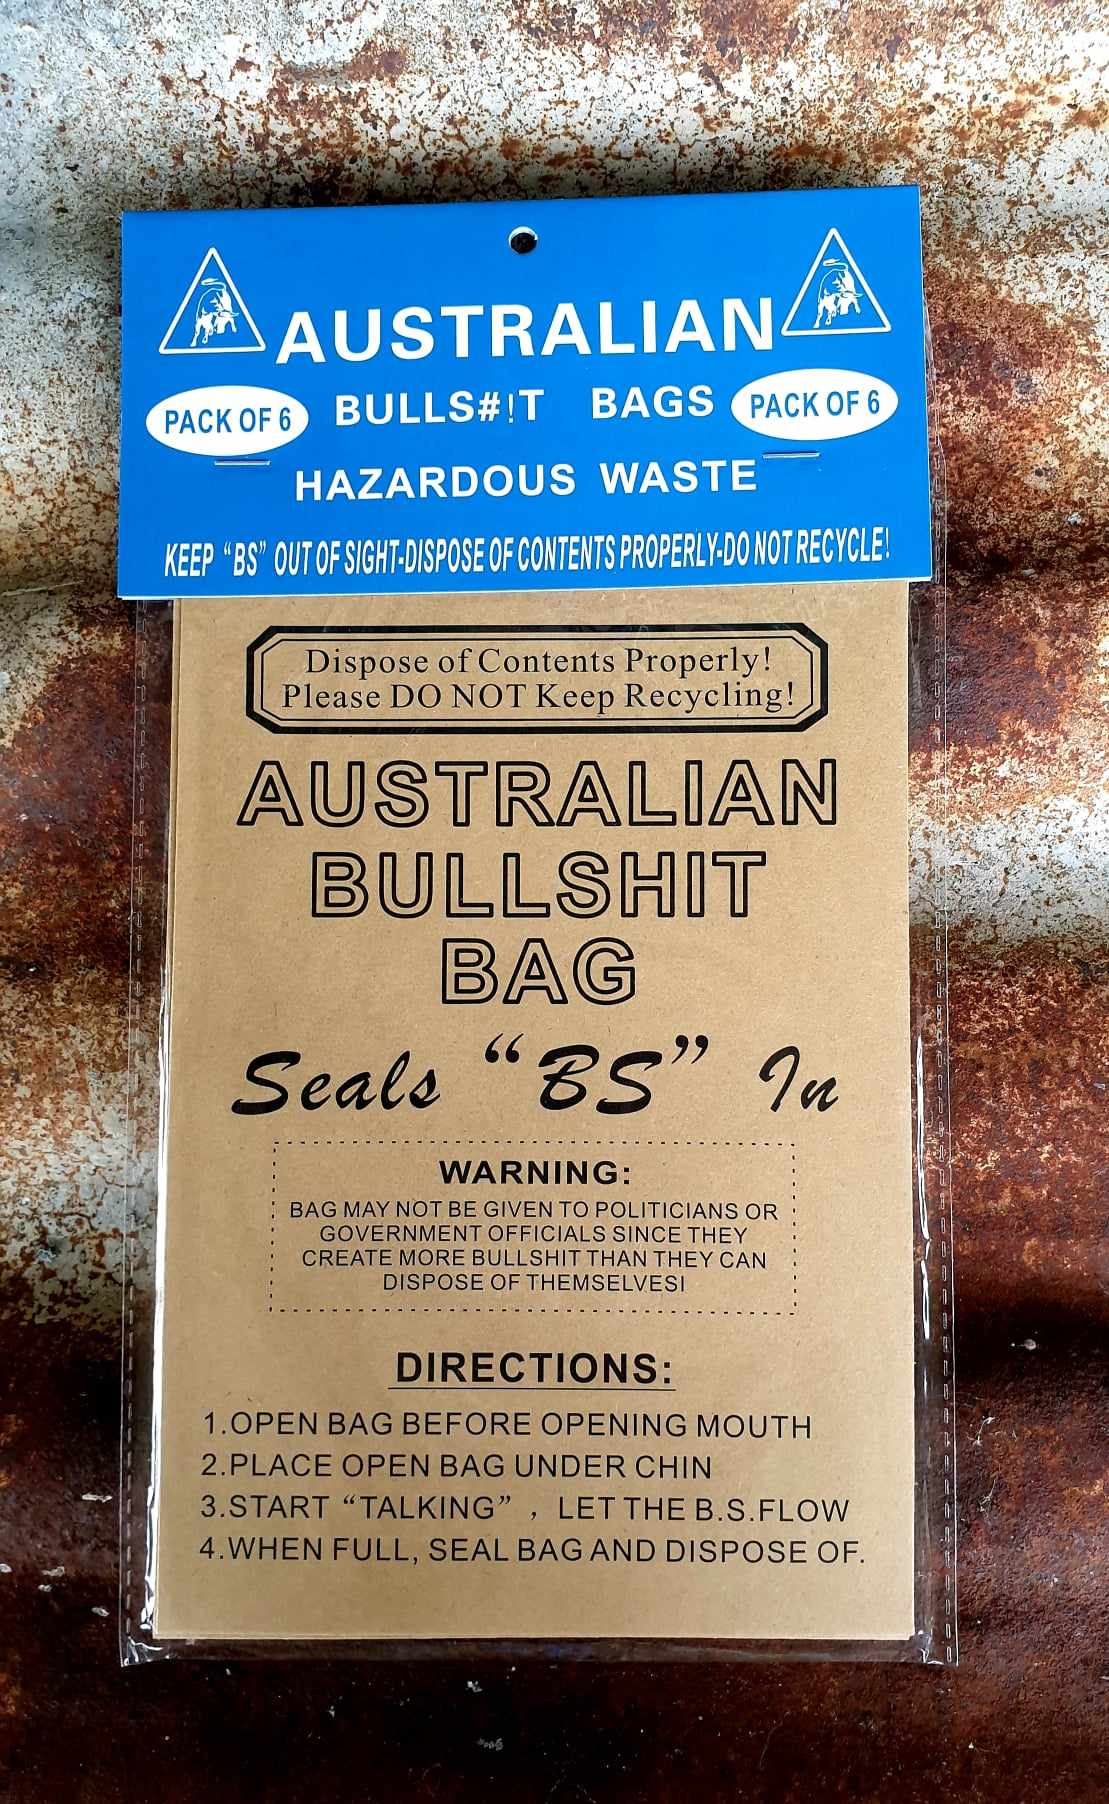 AUSTRALIAN
PACK OF 6 BULLS#!T BAGS PACK OF 6
HAZARDOUS WASTE
KEEP “BS” OUT OF SIGHT-DISPOSE OF CONTENTS PROPERLY-DO NOT RECYCLE!
Dispose of Contents Properly!
Please DO NOT Keep Recycling!
AUSTRALIAN
BULLSHIT
BAG
Seals “BS” In
WARNING:
BAG MAY NOT BE GIVEN TO POLITICIANS OR
GOVERNMENT OFFICIALS SINCE THEY
CREATE MORE BULLSHIT THAN THEY CAN
DISPOSE OF THEMSELVESI
DIRECTIONS:
1.OPEN BAG BEFORE OPENING MOUTH
2.PLACE OPEN BAG UNDER CHIN
3.START “TALKING”，LET THE B.S.FLOW
4.WHEN FULL, SEAL BAG AND DISPOSE OF.